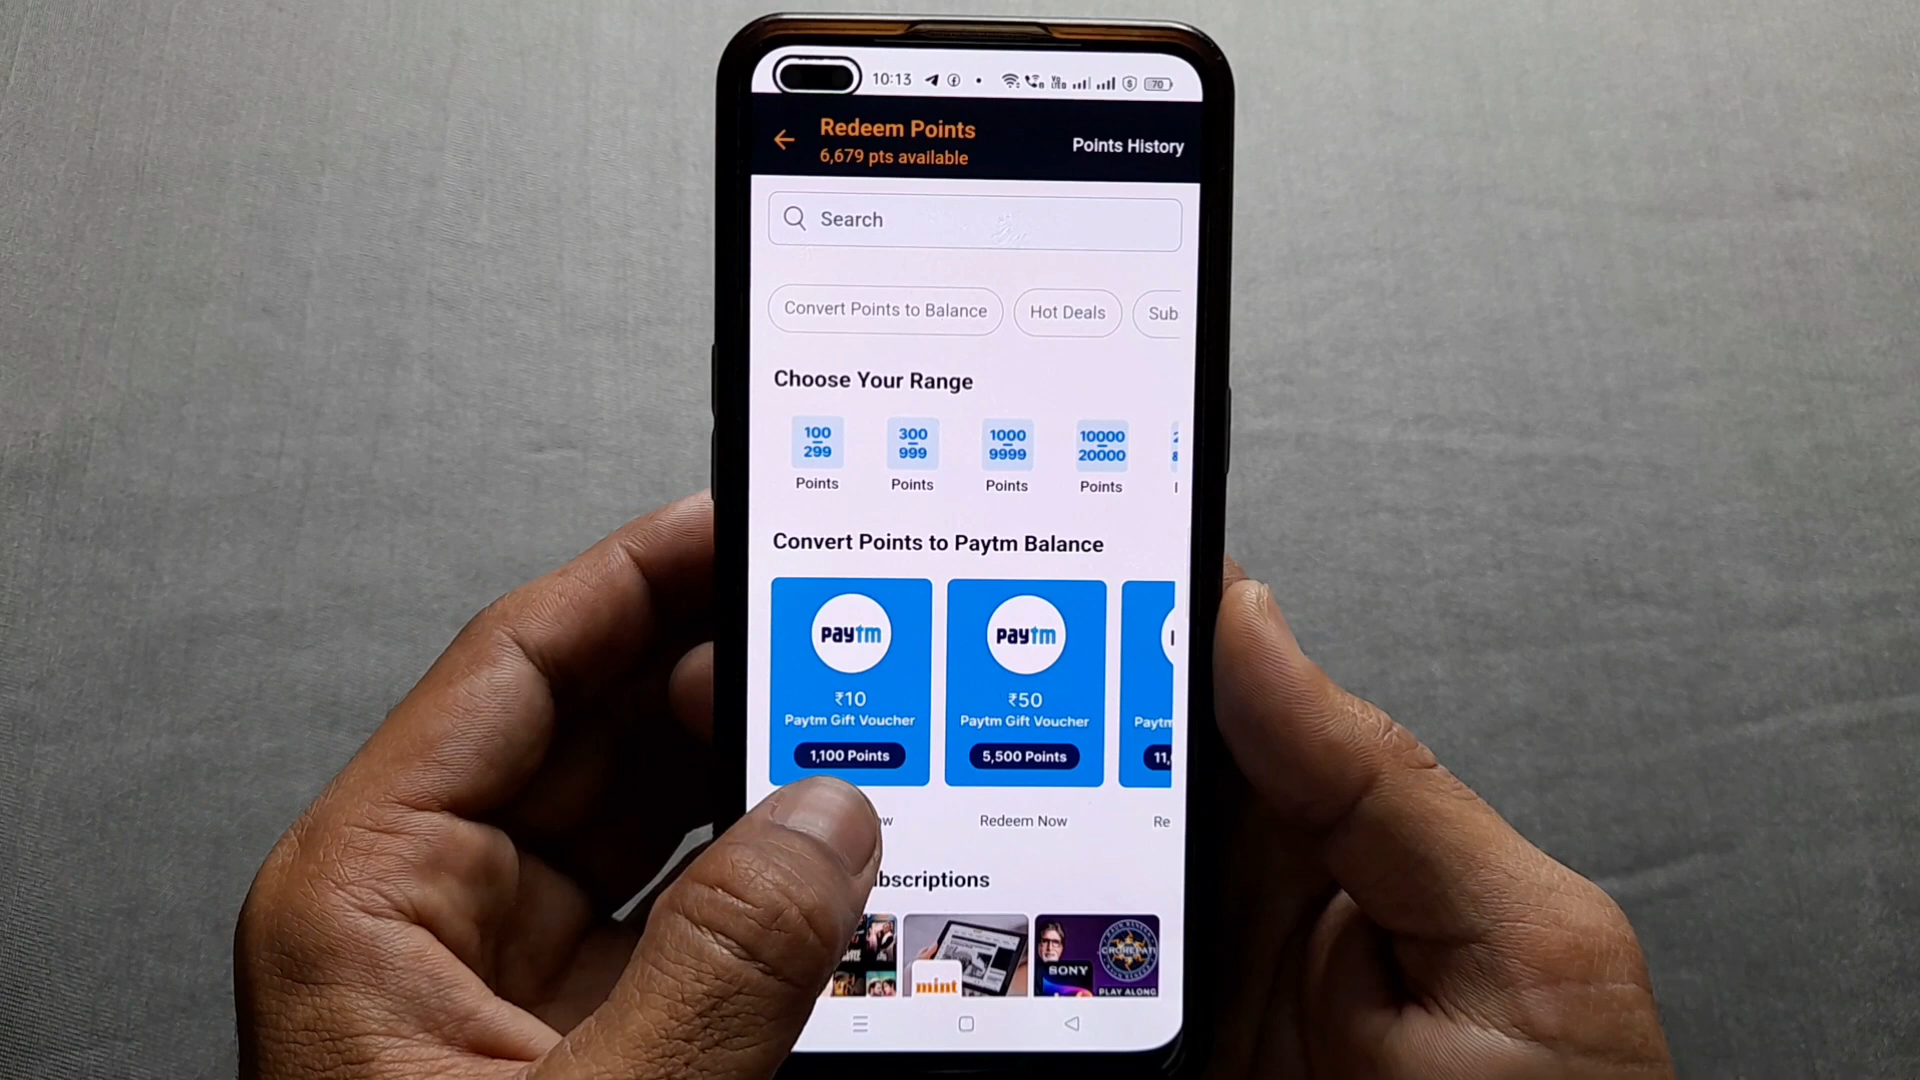 10:13
70
Redeem Points
6,679 pts available
Points History
Search
Convert Points to Balance
Hot Deals
Sub
Choose Your Range
100
299
Points
300
999
Points
1000
9999
Points
10000
20000
Points
Convert Points to Paytm Balance
paytm
₹10
Paytm Gift Voucher
1,100 Points
paytm
₹50
Paytm Gift Voucher
5,500 Points
Paytm
11,
Redeem Now
Re
bscriptions
mint
SONY
PLAY ALONG